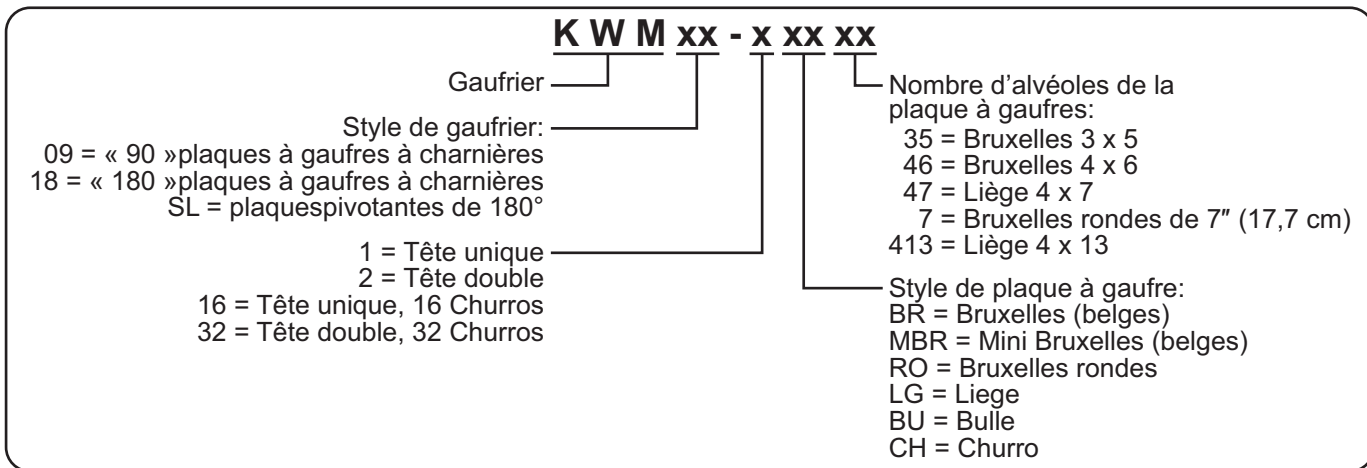 K W M xx - x xx xx
Gaufrier
Style de gaufrier:
09 = « 90 »plaques à gaufres à charnières
18 = « 180 »plaques à gaufres à charnières
SL = plaquespivotantes de 180°
1 = Tête unique
2 = Tête double
16 = Tête unique, 16 Churros
32 = Tête double, 32 Churros
Nombre d’alvéoles de la
plaque à gaufres:
35 = Bruxelles 3 x 5
46 = Bruxelles 4 x 6
47 = Liège 4 x 7
7 = Bruxelles rondes de 7″ (17,7 cm)
413 = Liège 4 x 13
Style de plaque à gaufre:
BR = Bruxelles (belges)
MBR = Mini Bruxelles (belges)
RO = Bruxelles rondes
LG = Liege
BU = Bulle
CH = Churro